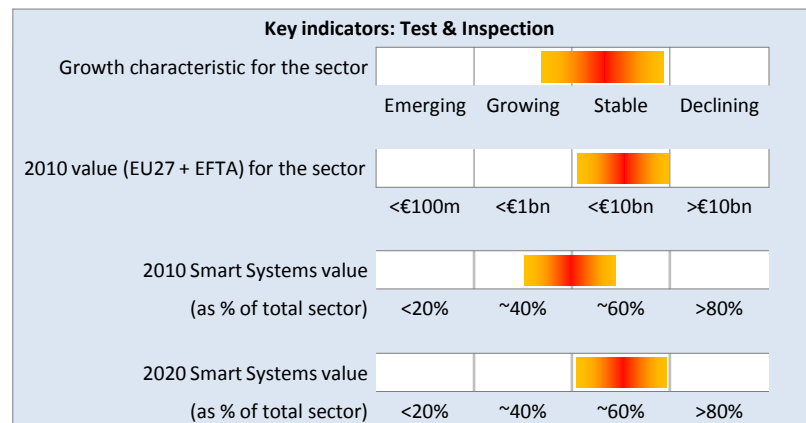 Key indicators: Test & Inspection
Growth characteristic for the sector
Emerging Growing Stable Declining
2010 value (EU27 + EFTA) for the sector
<€100m <€1bn <€10bn >€10bn
2010 Smart Systems value
(as % of total sector) <20% ~40% ~60% >80%
2020 Smart Systems value
(as % of total sector) <20% ~40% ~60% >80%